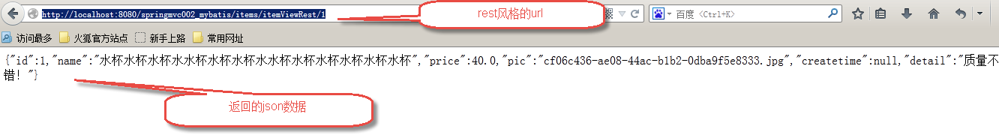 http://localhost:8080/springmvc002_mybatis/items/itemViewRest/1
rest风格的url
百度 <Ctrl+K>
访问最多 火狐官方站点 新手上路 常用网址
{"id":1,"name":"水杯水杯水杯水水杯水杯水杯水水杯水杯水杯水杯水杯水杯","price":40.0,"pic":"cf06c436-ae08-44ac-b1b2-0dba9f5e8333.jpg","createtime":null,"detail":"质量不
错！"}
返回的json数据